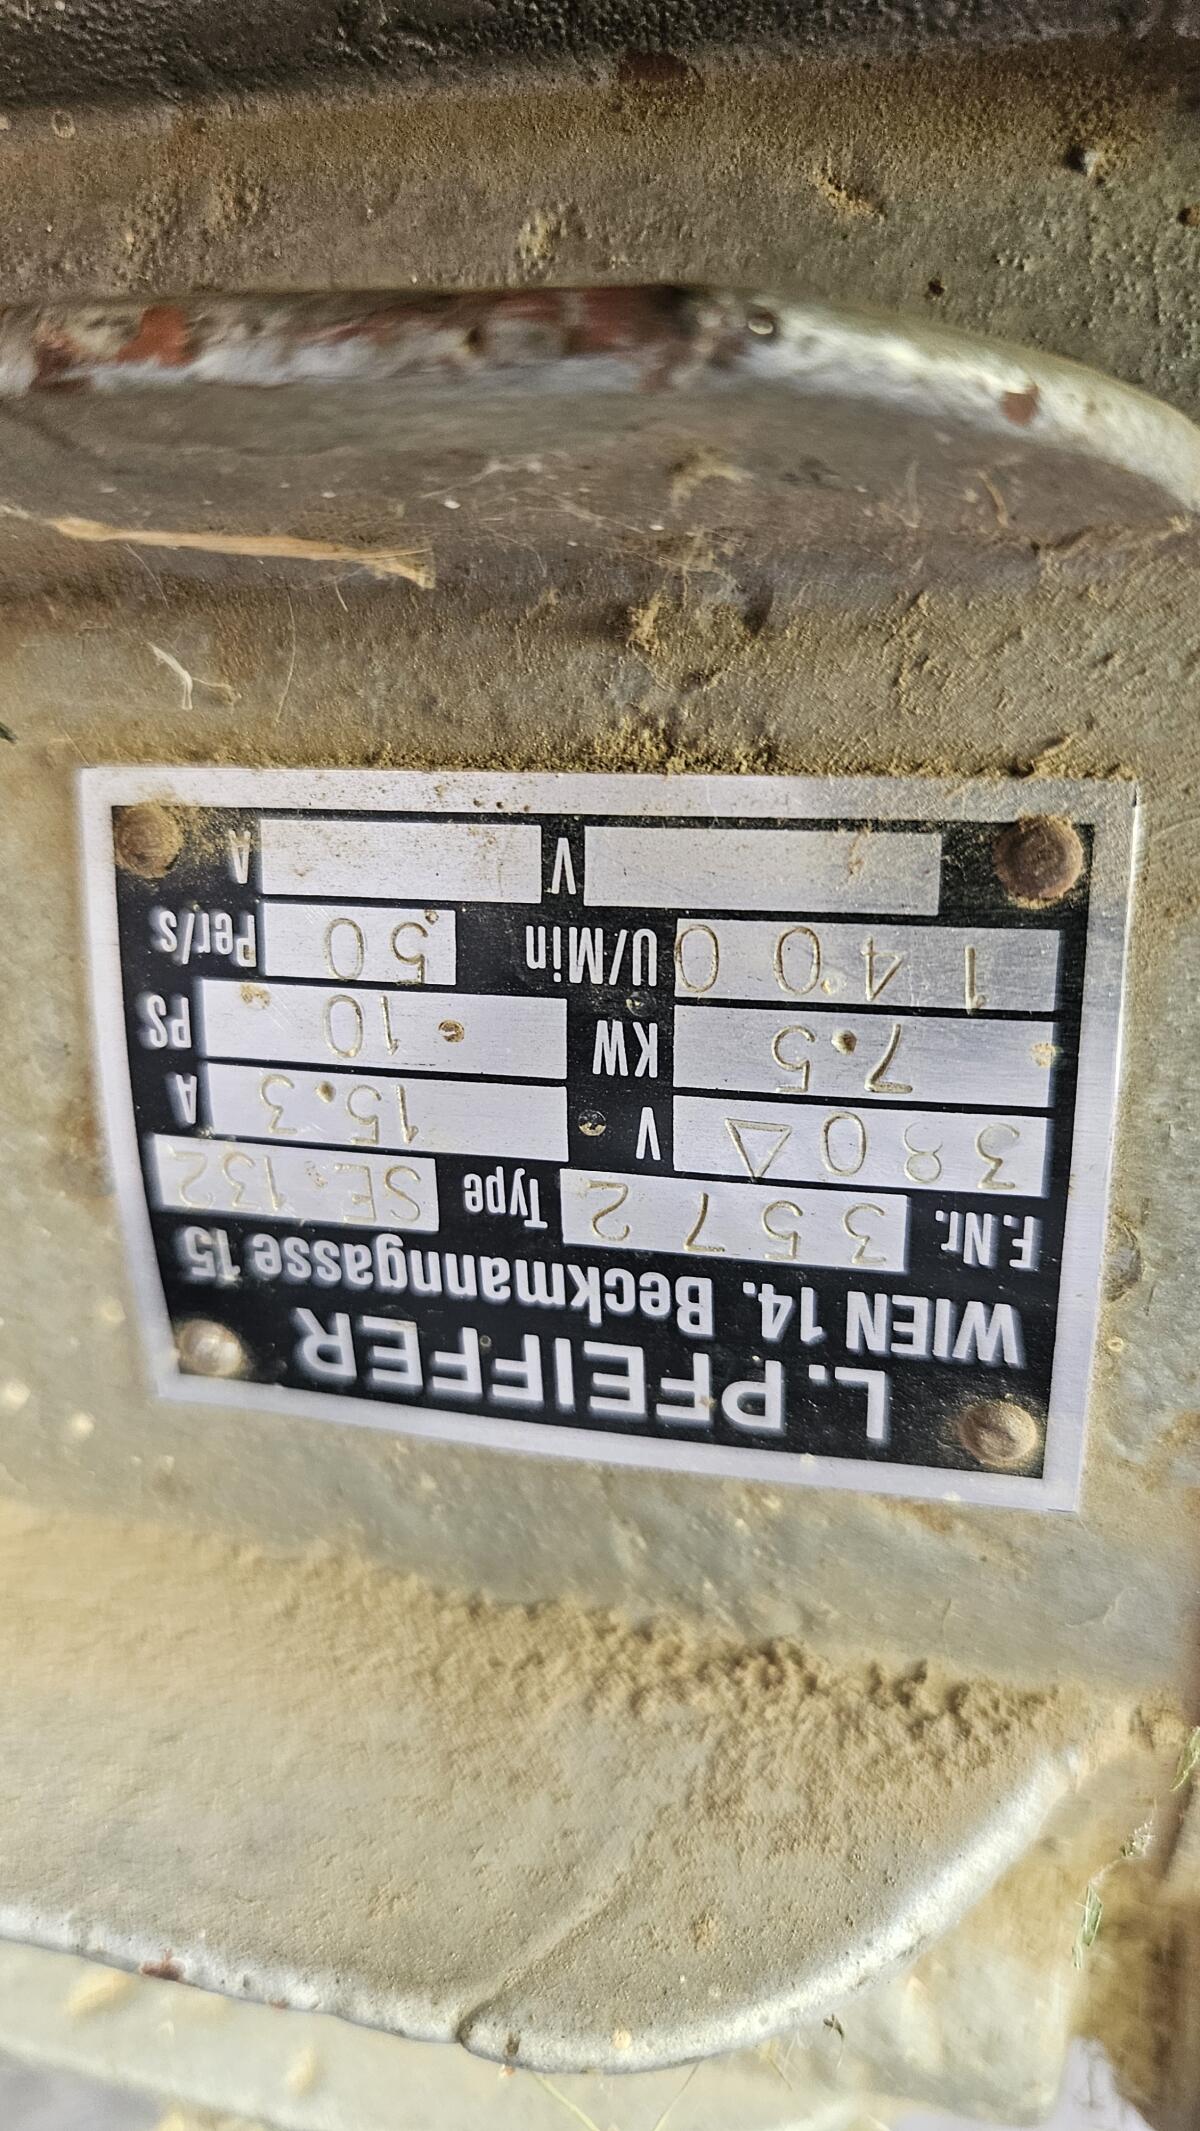 L. PFEIFFER
WIEN 14. Beckmanngasse 15
F.Nr. 3572 Type SE.132
380△ V 15.3 A
7.5 KW 10 PS
1400 U/Min 50 Per/s
V A